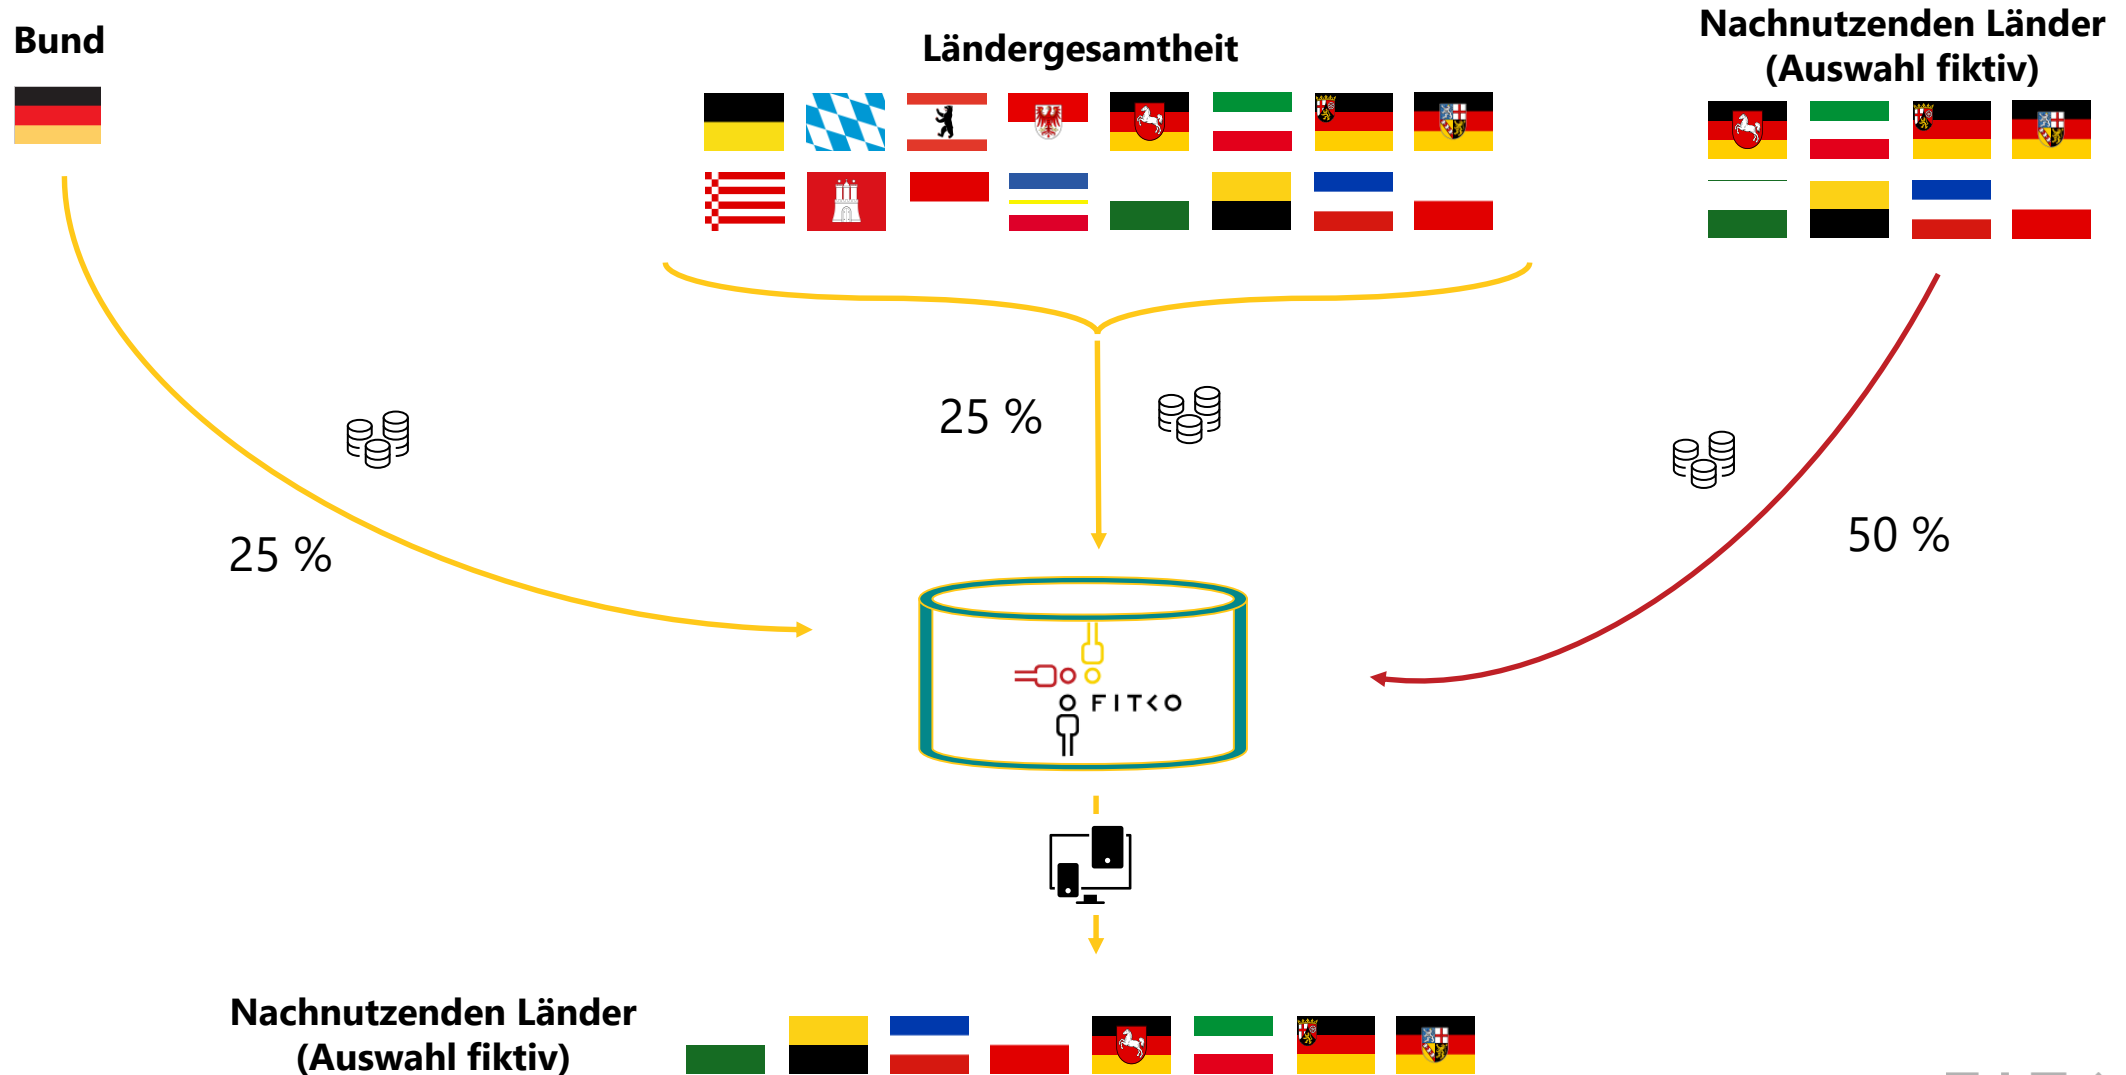 Bund
Ländergesamtheit
Nachnutzenden Länder
(Auswahl fiktiv)
25 %
25 %
50 %
FITKO
Nachnutzenden Länder
(Auswahl fiktiv)